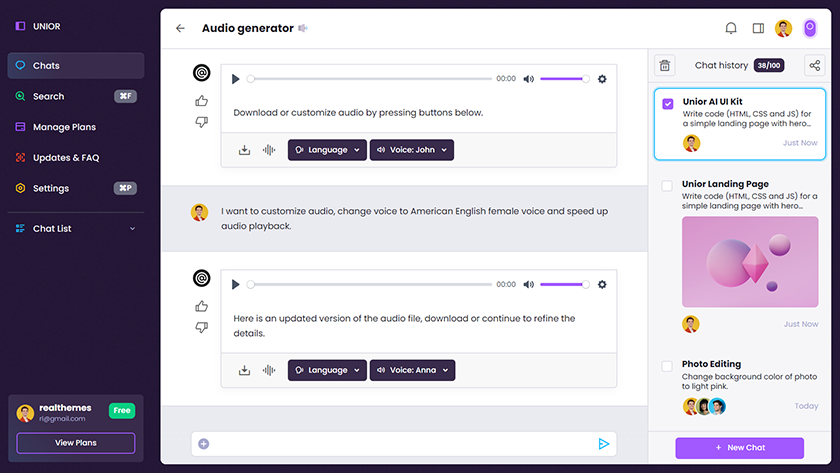 UNIOR
Chats
Search ⌘F
Manage Plans
Updates & FAQ
Settings ⌘P
Chat List
realthemes
rl@gmail.com
Free
View Plans
Audio generator
00:00
Download or customize audio by pressing buttons below.
Language
Voice: John
I want to customize audio, change voice to American English female voice and speed up
audio playback.
00:00
Here is an updated version of the audio file, download or continue to refine the
details.
Language
Voice: Anna
Chat history 38/100
Unior AI UI Kit
Write code (HTML, CSS and JS) for
a simple landing page with hero...
Just Now
Unior Landing Page
Write code (HTML, CSS and JS) for a
simple landing page with hero...
Just Now
Photo Editing
Change background color of photo
to light pink.
Today
+ New Chat